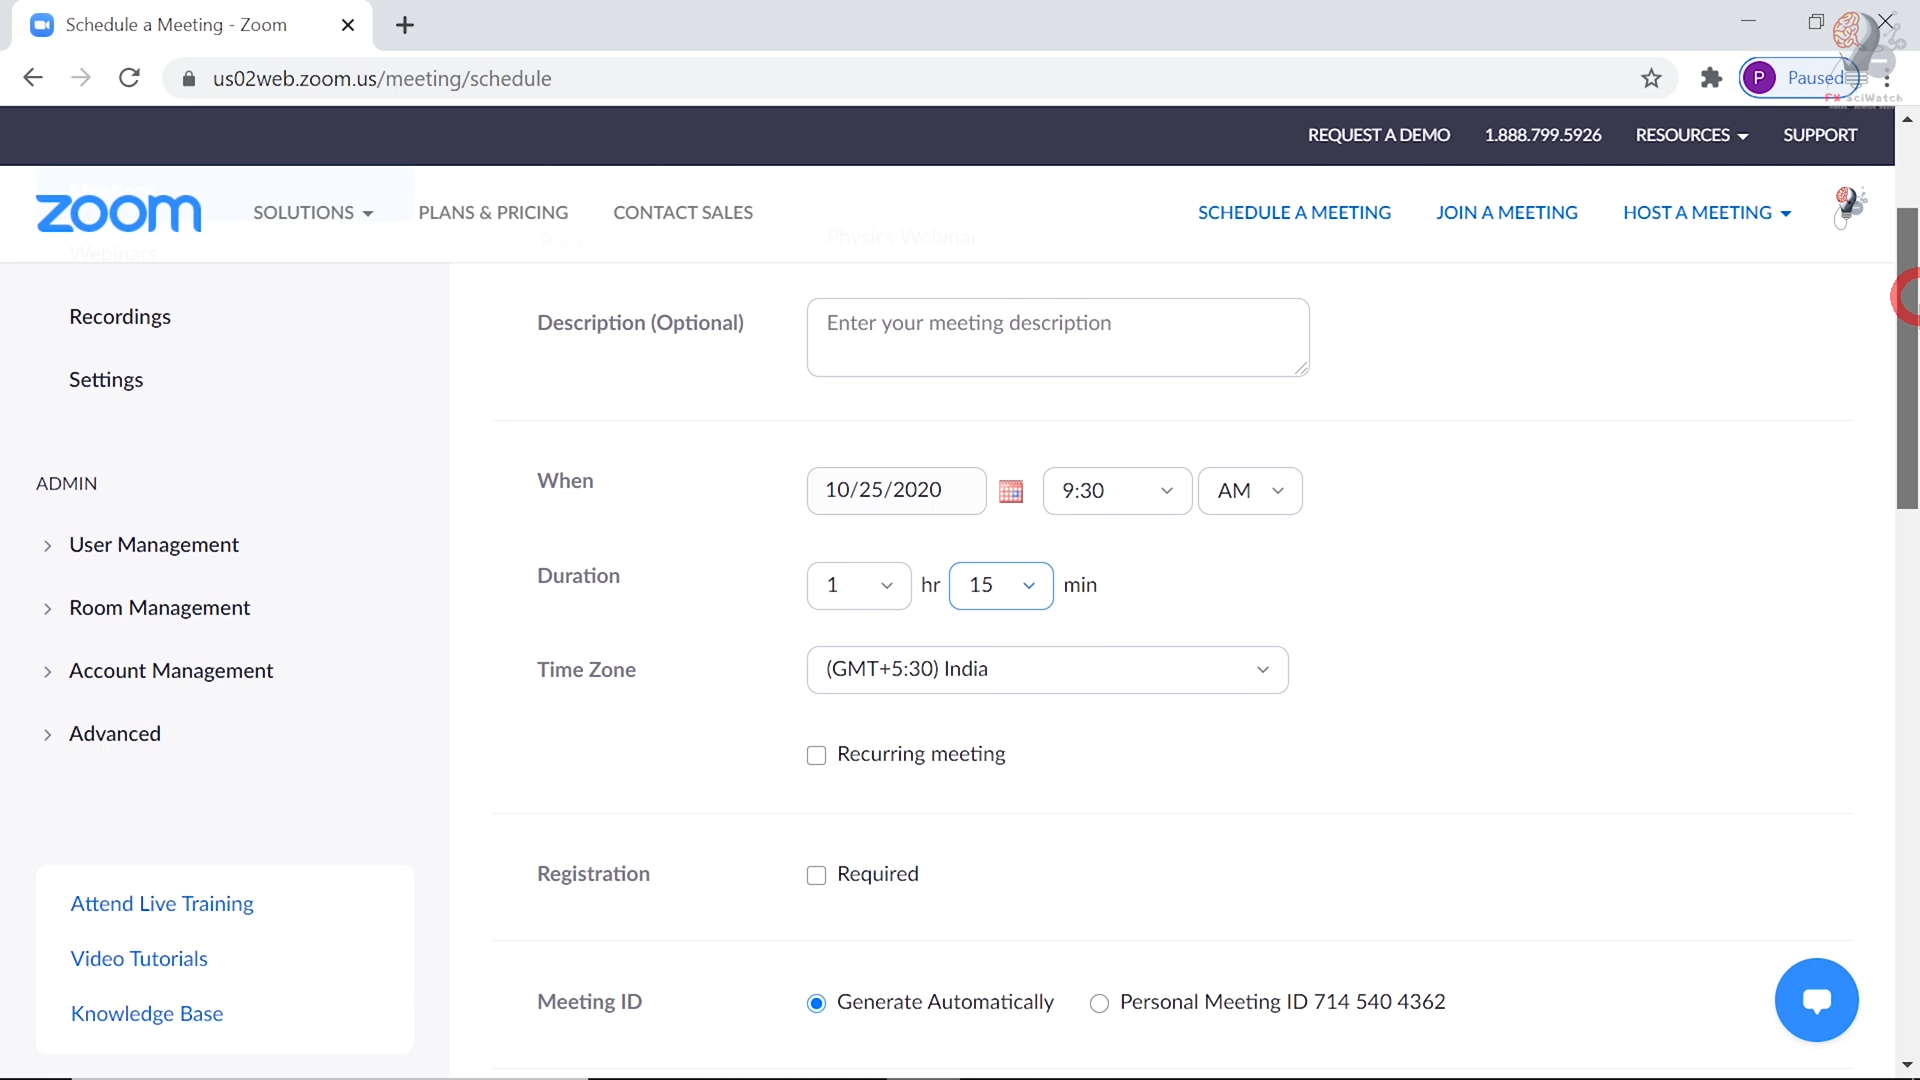 Schedule a Meeting - Zoom
us02web.zoom.us/meeting/schedule
P Paused
SciWatch
REQUEST A DEMO 1.888.799.5926 RESOURCES SUPPORT
zoom SOLUTIONS PLANS & PRICING CONTACT SALES SCHEDULE A MEETING JOIN A MEETING HOST A MEETING
Physics Webinar
Webinars
Recordings
Settings
ADMIN
User Management
Room Management
Account Management
Advanced
Attend Live Training
Video Tutorials
Knowledge Base
Description (Optional) Enter your meeting description
When 10/25/2020 9:30 AM
Duration 1 hr 15 min
Time Zone (GMT+5:30) India
Recurring meeting
Registration Required
Meeting ID Generate Automatically Personal Meeting ID 714 540 4362